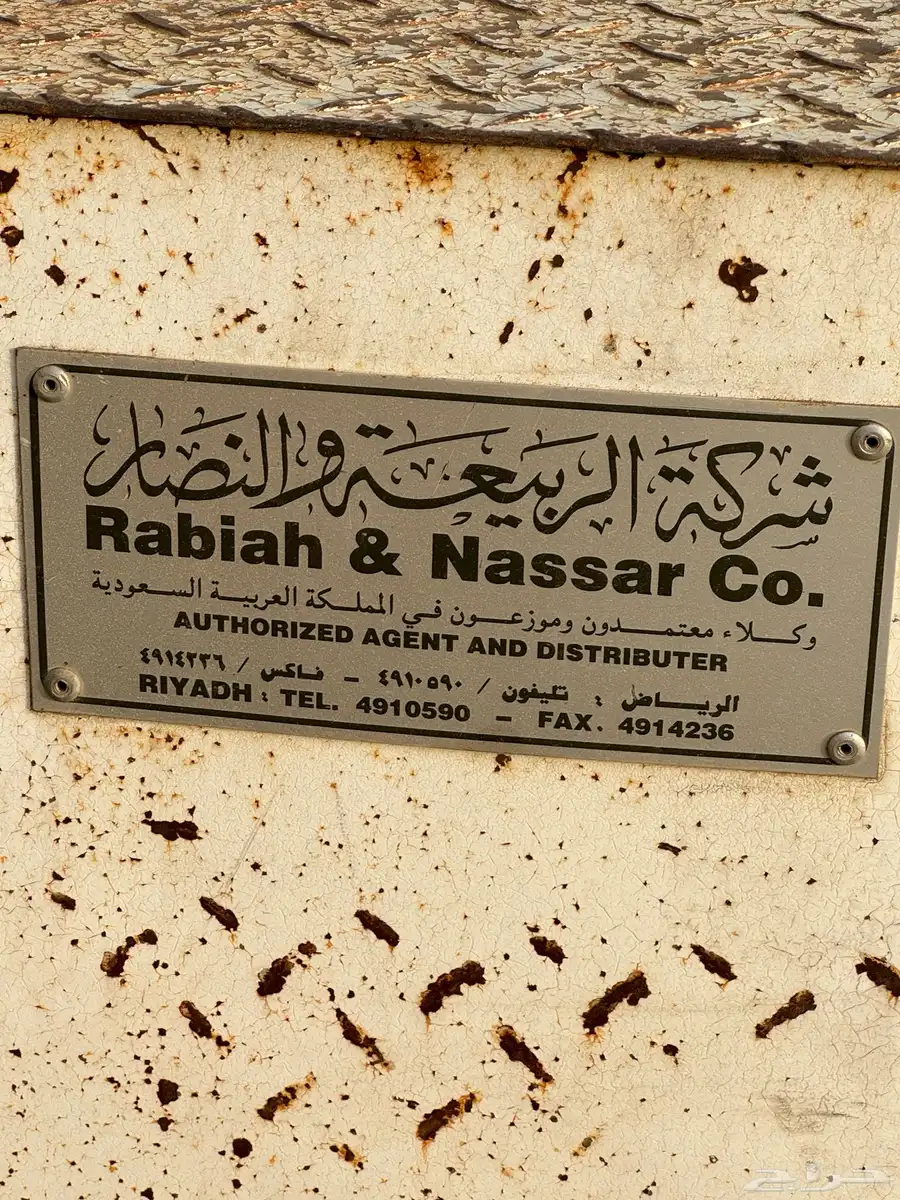 شركة الربيعة والنصار
Rabiah & Nassar Co.
وكلاء معتمدون وموزعون في المملكة العربية السعودية
AUTHORIZED AGENT AND DISTRIBUTER
الرياض : تليفون / ٤٩١٠٥٩٠ – فاكس / ٤٩١٤٢٣٦
RIYADH : TEL. 4910590 – FAX. 4914236
حراج